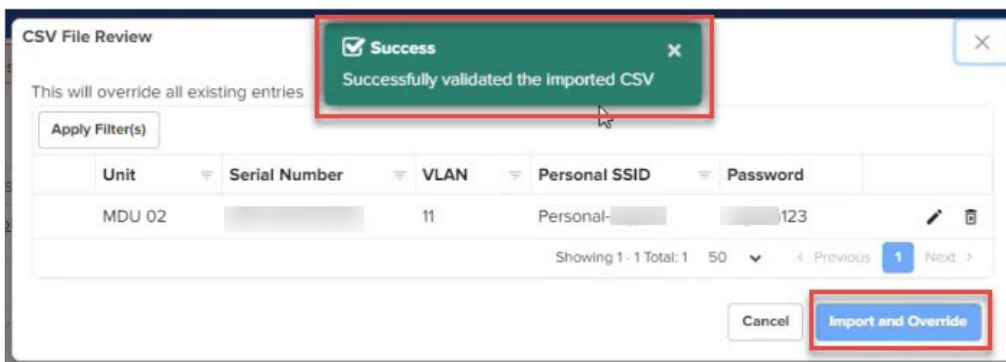 CSV File Review
Success
Successfully validated the imported CSV
This will override all existing entries
Apply Filter(s)
Unit Serial Number VLAN Personal SSID Password
MDU 02 11 Personal- 123
Showing 1 - 1 Total: 1 50 < Previous 1 Next >
Cancel Import and Override